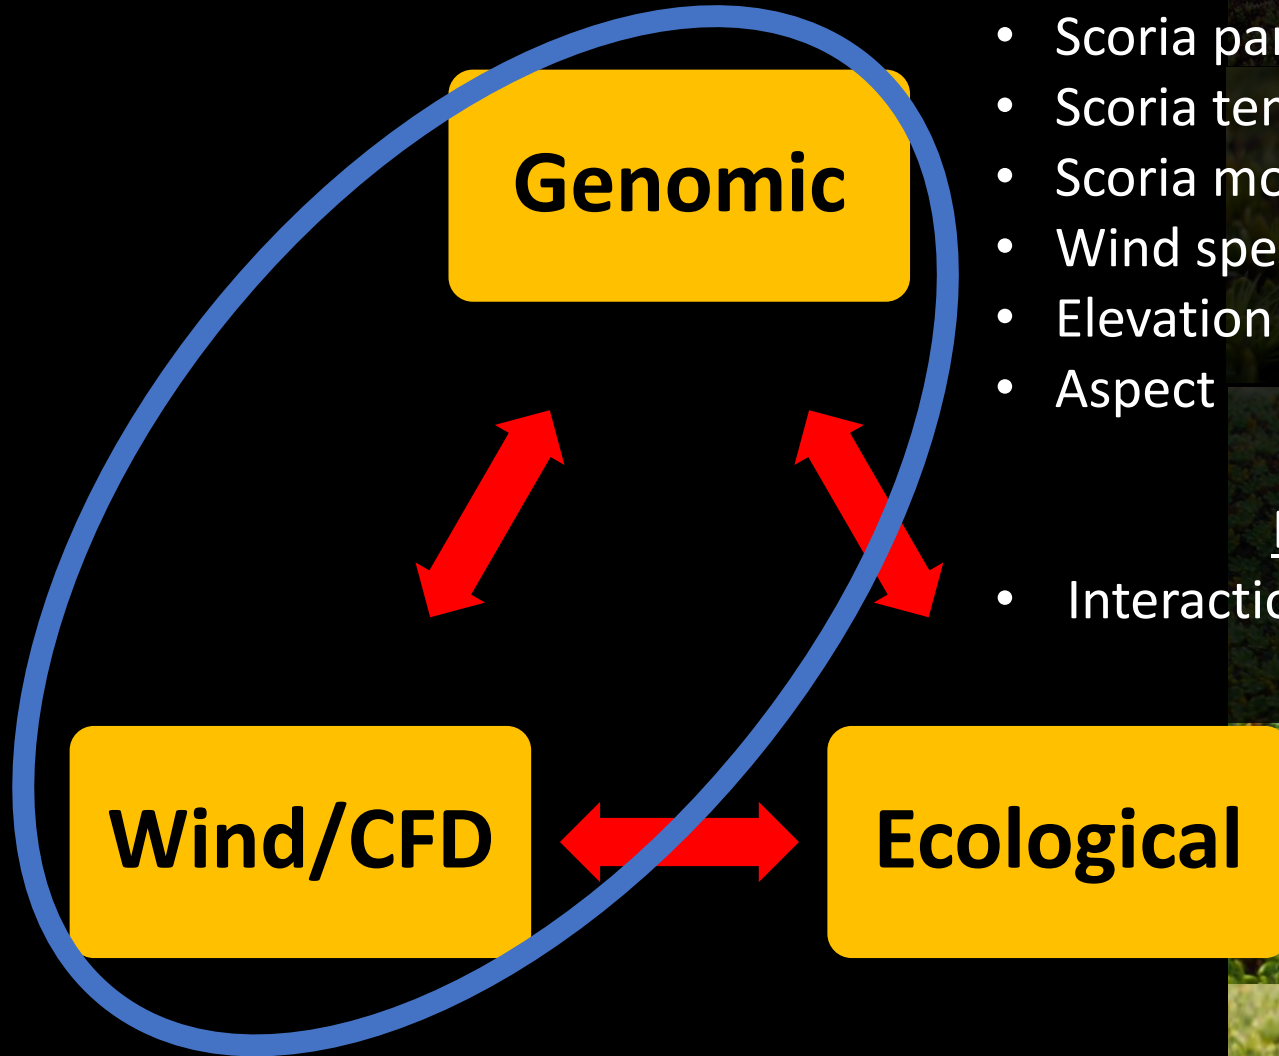 Genomic
Wind/CFD
Ecological
• Scoria
• Scoria
• Scoria
• Wind
• Elevation
• Aspect
•